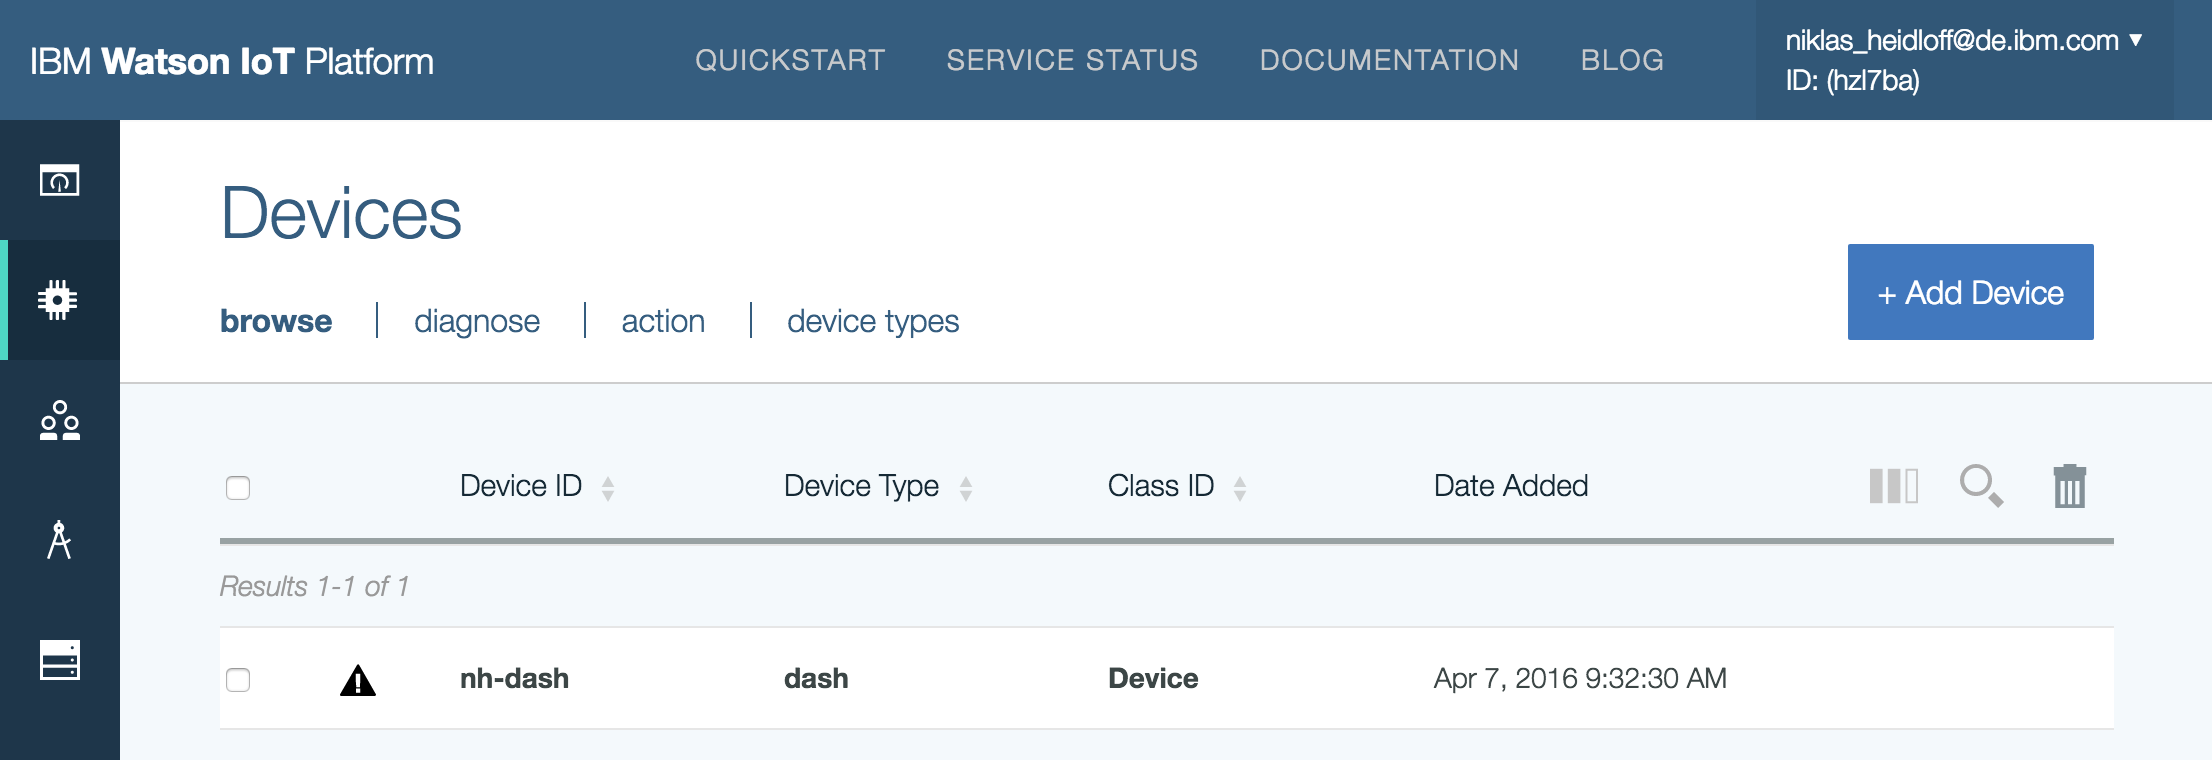 IBM Watson IoT Platform
QUICKSTART SERVICE STATUS DOCUMENTATION BLOG
niklas_heidloff@de.ibm.com ▼
ID: (hzl7ba)
Devices
browse | diagnose | action | device types
+ Add Device
Device ID Device Type Class ID Date Added
Results 1-1 of 1
nh-dash dash Device Apr 7, 2016 9:32:30 AM